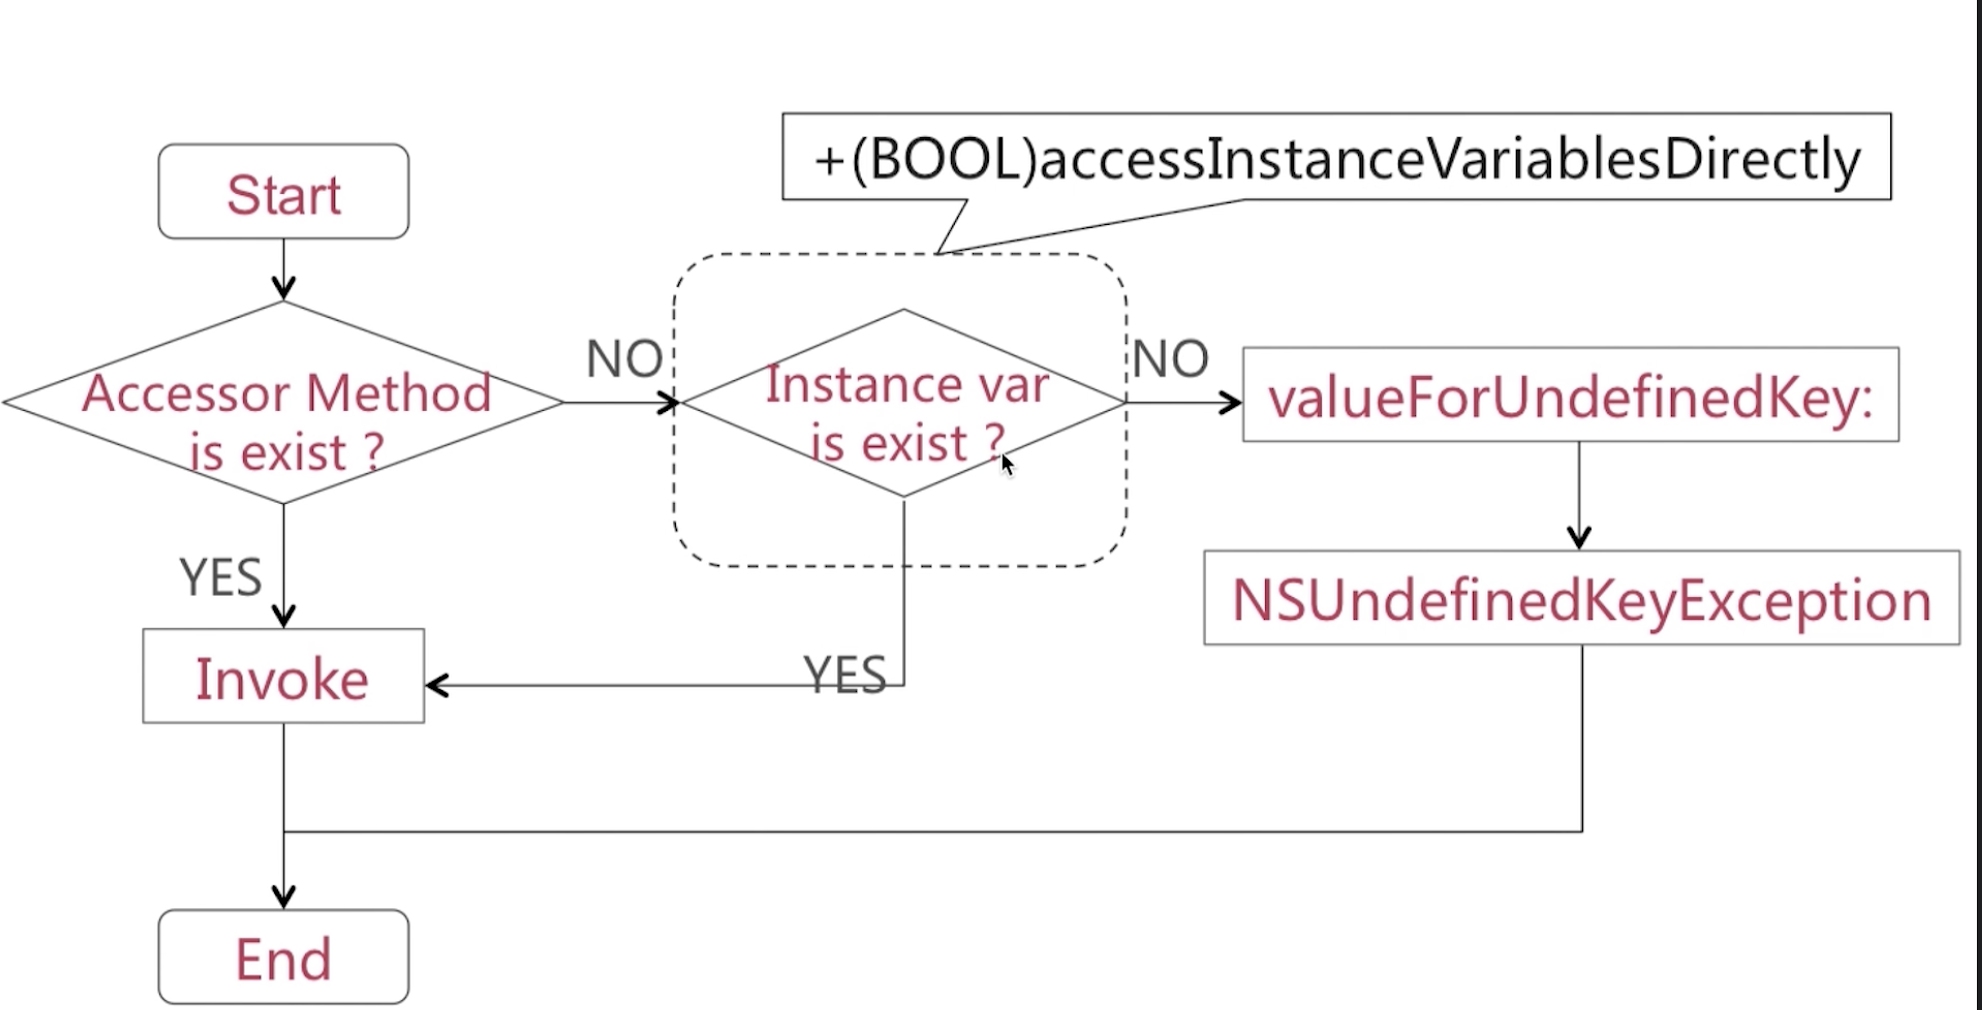 +(BOOL)accessInstanceVariablesDirectly
Start
NO
NO
Accessor Method
is exist ?
Instance var
is exist ?
valueForUndefinedKey:
YES
NSUndefinedKeyException
Invoke
YES
End